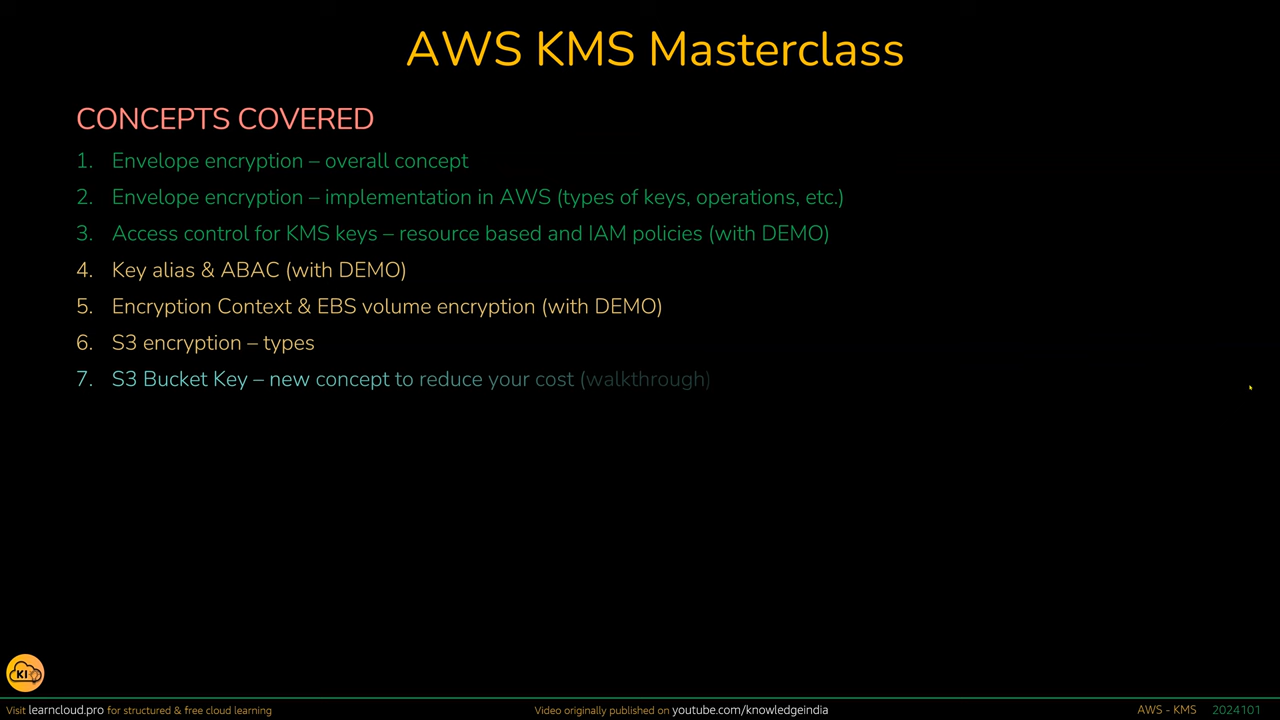 AWS KMS Masterclass
CONCEPTS COVERED
1. Envelope encryption – overall concept
2. Envelope encryption – implementation in AWS (types of keys, operations, etc.)
3. Access control for KMS keys – resource based and IAM policies (with DEMO)
4. Key alias & ABAC (with DEMO)
5. Encryption Context & EBS volume encryption (with DEMO)
6. S3 encryption – types
7. S3 Bucket Key – new concept to reduce your cost (walkthrough)
KI
Visit learncloud.pro for structured & free cloud learning
Video originally published on youtube.com/knowledgeindia
AWS - KMS 2024101